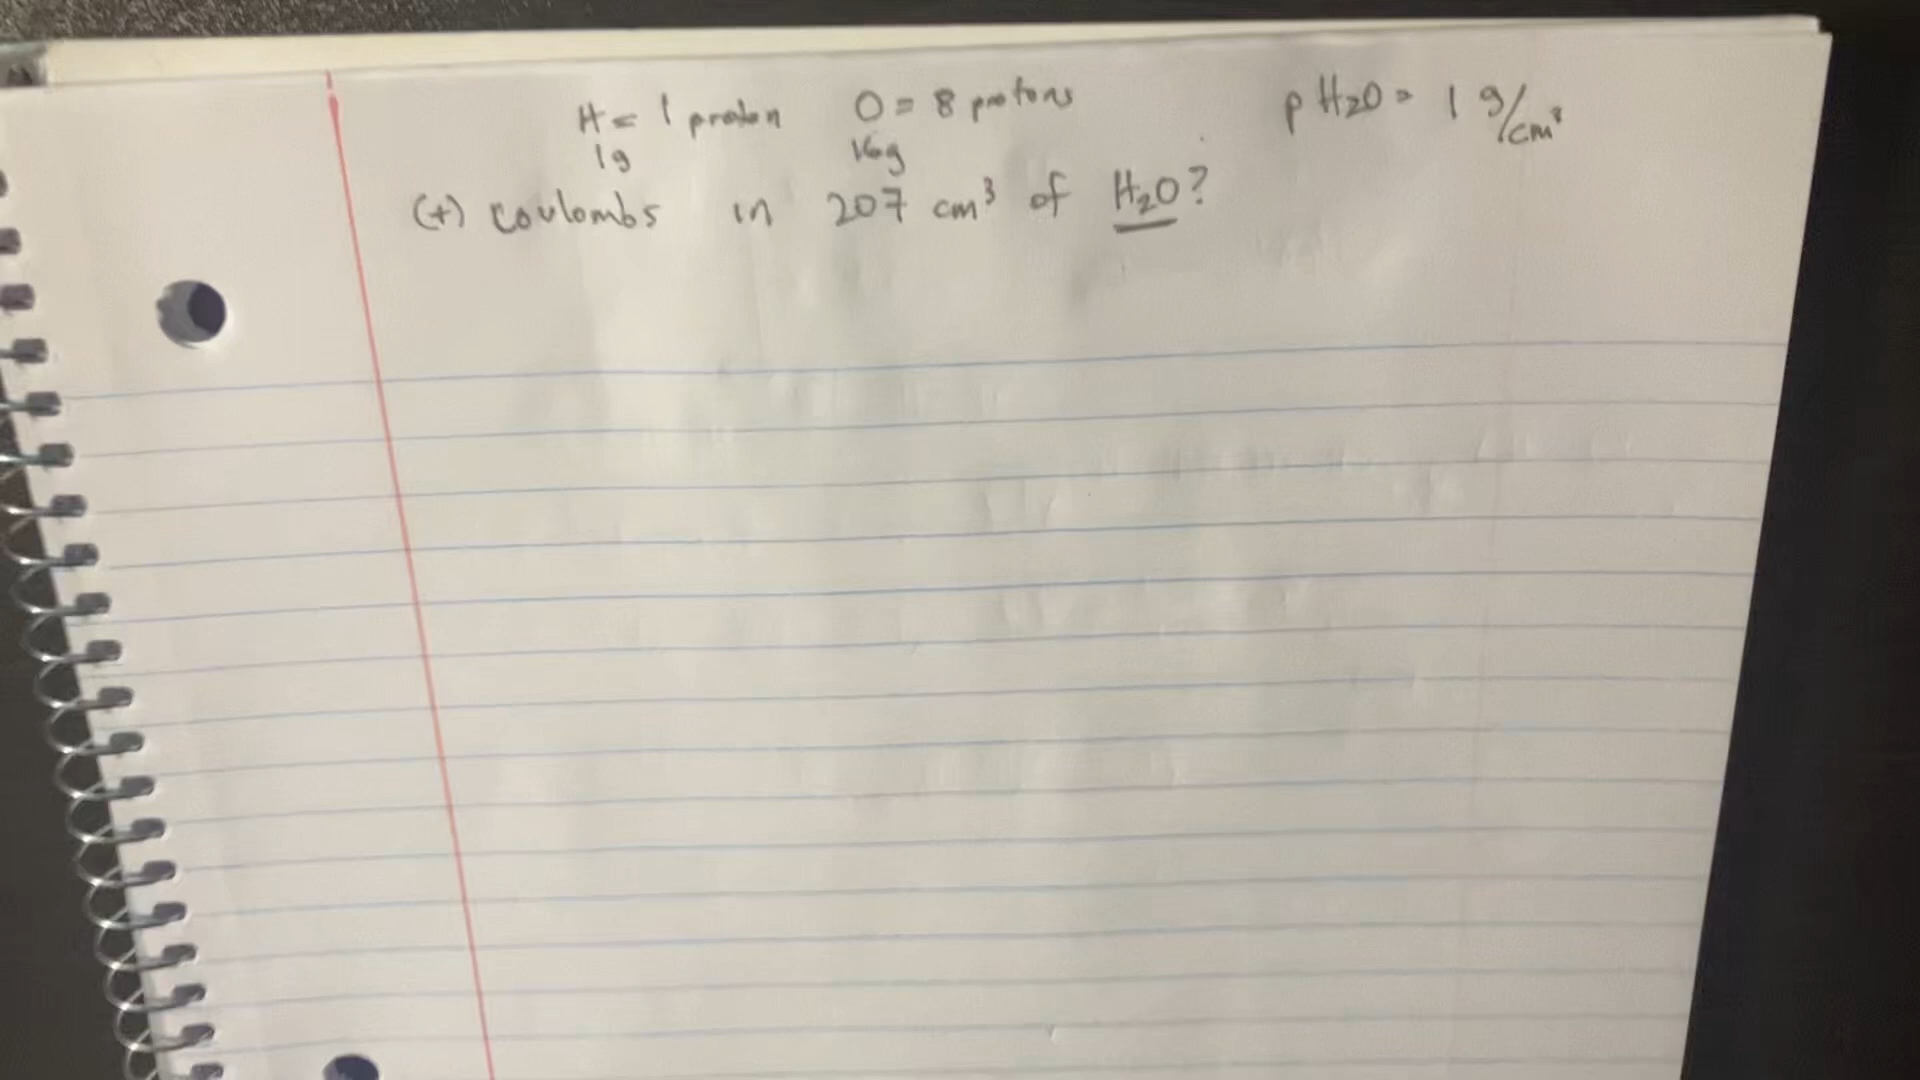 H = 1 proton O = 8 protons ρ H₂O = 1 g/cm³
1g 16g
(+) coulombs in 207 cm³ of H₂O?